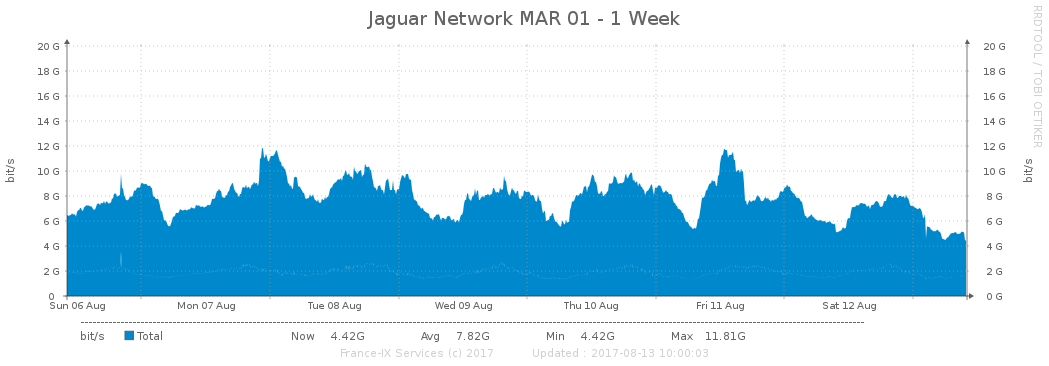 Jaguar Network MAR 01 - 1 Week
RRDTOOL / TOBI OETIKER
bit/s
bit/s
20 G 20 G
18 G 18 G
16 G 16 G
14 G 14 G
12 G 12 G
10 G 10 G
8 G 8 G
6 G 6 G
4 G 4 G
2 G 2 G
0 0 G
Sun 06 Aug Mon 07 Aug Tue 08 Aug Wed 09 Aug Thu 10 Aug Fri 11 Aug Sat 12 Aug
bit/s Total Now 4.42G Avg 7.82G Min 4.42G Max 11.81G
France-IX Services (c) 2017 Updated : 2017-08-13 10:00:03